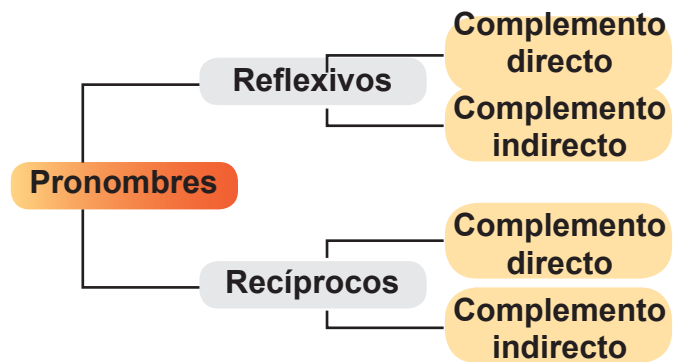 Pronombres
Reflexivos
Complemento
directo
Complemento
indirecto
Recíprocos
Complemento
directo
Complemento
indirecto